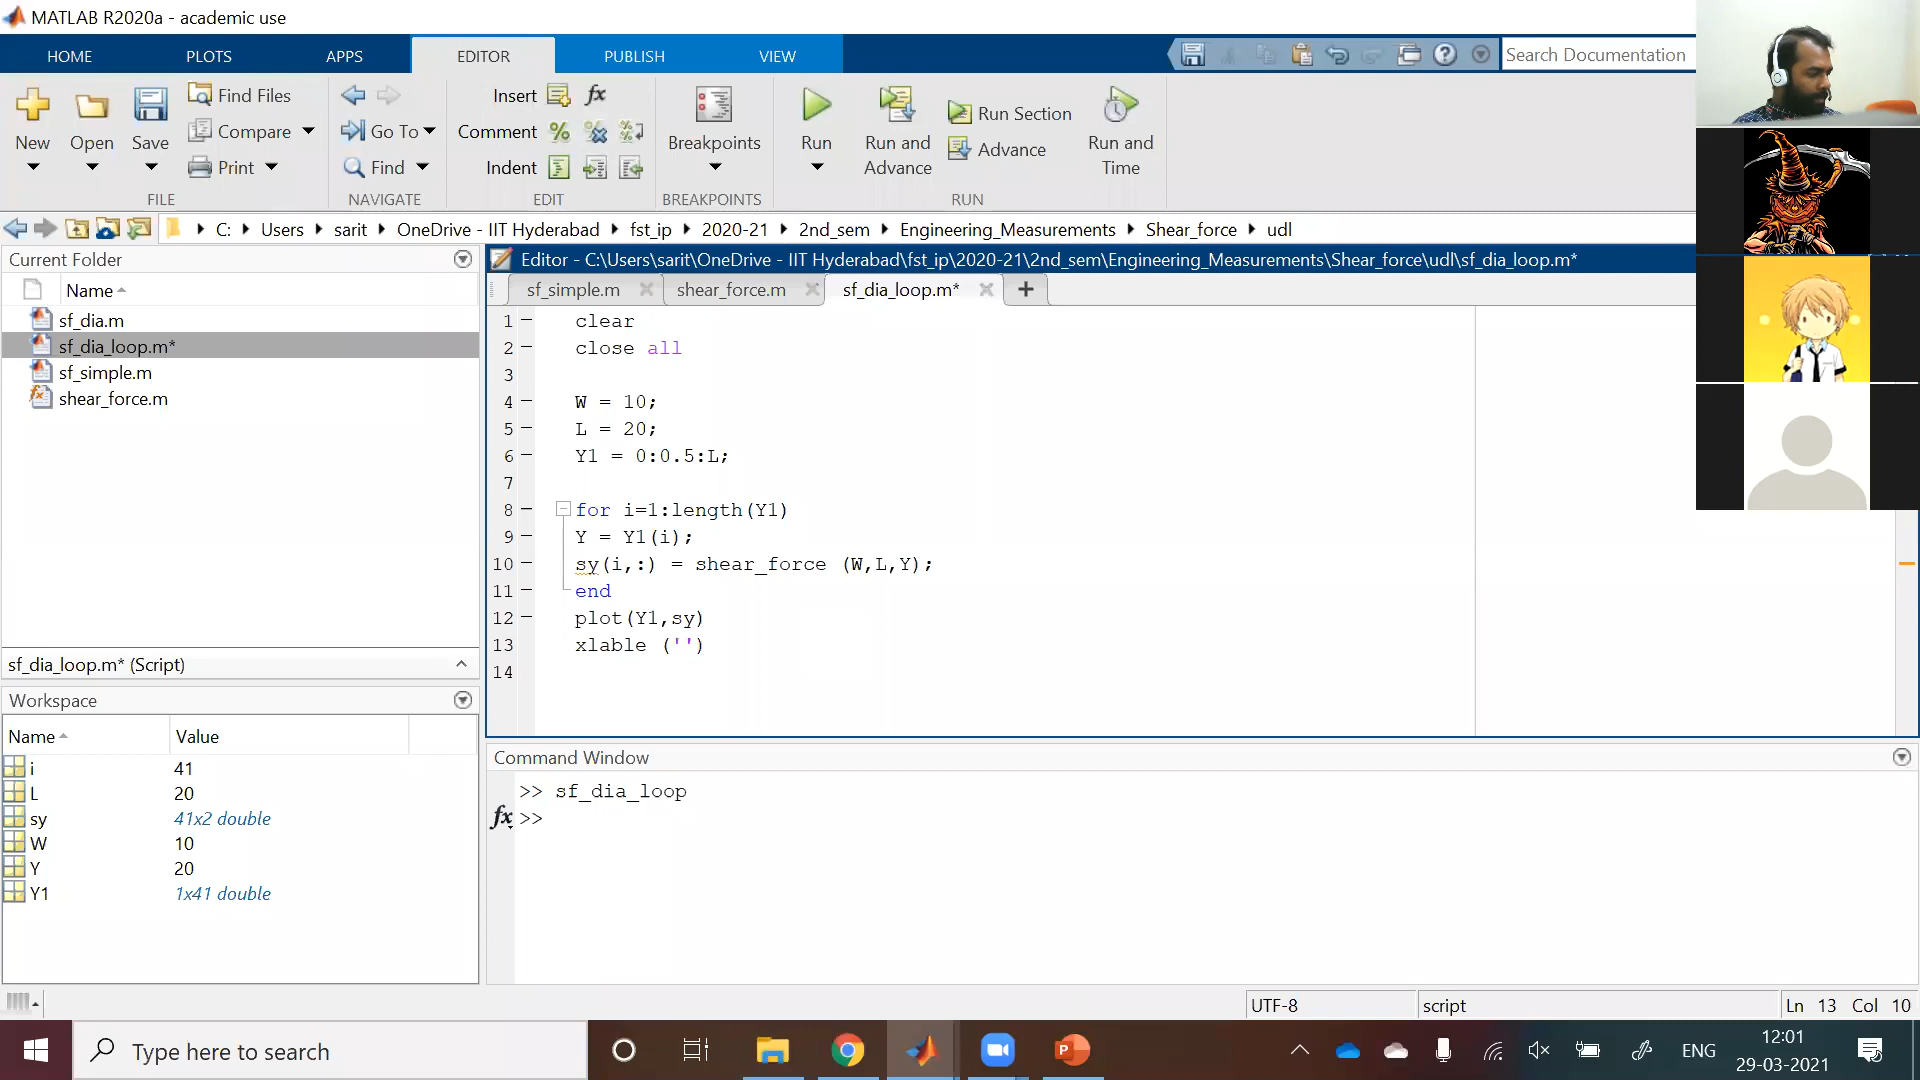 MATLAB R2020a - academic use
HOME PLOTS APPS EDITOR PUBLISH VIEW Search Documentation
Find Files Insert fx
New Open Save Compare Go To Comment Breakpoints Run Run and Advance Run Section Advance Run and Time
Print Find Indent
FILE NAVIGATE EDIT BREAKPOINTS RUN
C: Users sarit OneDrive - IIT Hyderabad fst_ip 2020-21 2nd_sem Engineering_Measurements Shear_force udl
Current Folder
Name
sf_dia.m
sf_dia_loop.m*
sf_simple.m
shear_force.m
sf_dia_loop.m* (Script)
Workspace
Name Value
i 41
L 20
sy 41x2 double
W 10
Y 20
Y1 1x41 double
Editor - C:\Users\sarit\OneDrive - IIT Hyderabad\fst_ip\2020-21\2nd_sem\Engineering_Measurements\Shear_force\udl\sf_dia_loop.m*
sf_simple.m shear_force.m sf_dia_loop.m*
1 clear
2 close all
3
4 W = 10;
5 L = 20;
6 Y1 = 0:0.5:L;
7
8 for i=1:length(Y1)
9 Y = Y1(i);
10 sy(i,:) = shear_force (W,L,Y);
11 end
12 plot(Y1,sy)
13 xlable ('')
14
Command Window
>> sf_dia_loop
fx >>
UTF-8 script Ln 13 Col 10
Type here to search
ENG
12:01
29-03-2021